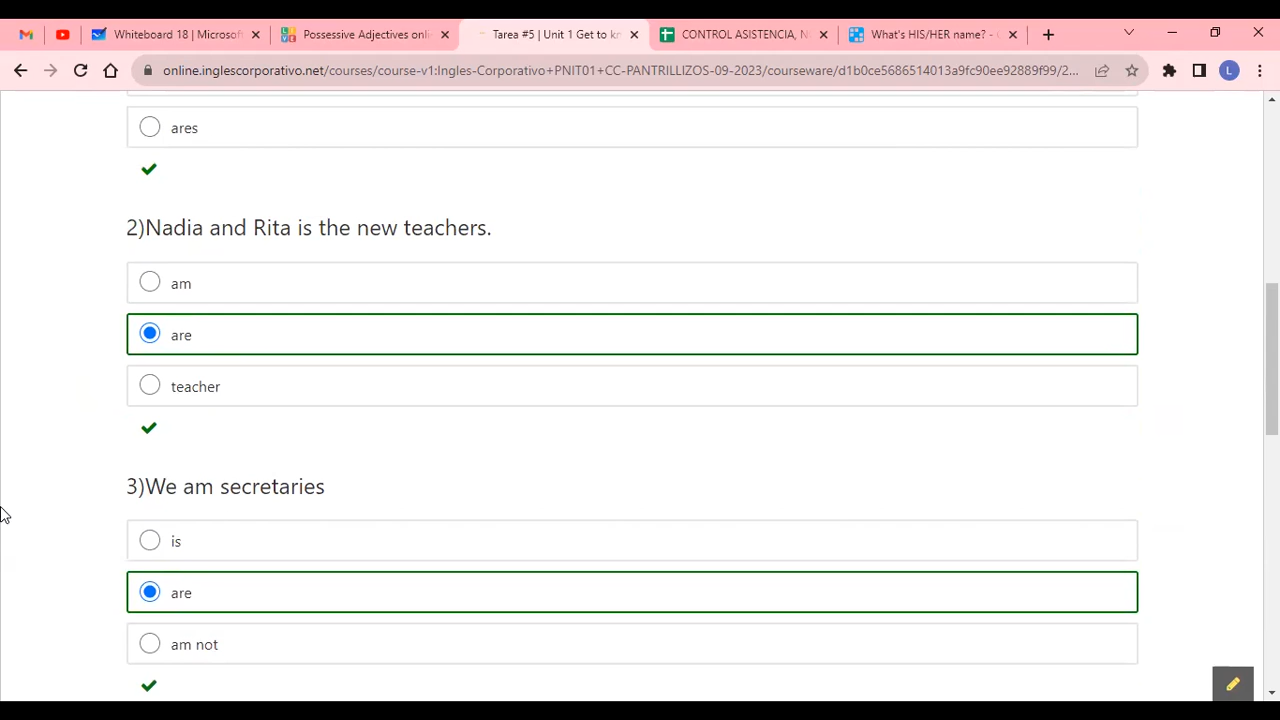 Whiteboard 18 | Microsof
Possessive Adjectives onli
Tarea #5 | Unit 1 Get to kn
CONTROL ASISTENCIA, N
What's HIS/HER name? - G
online.inglescorporativo.net/courses/course-v1:Ingles-Corporativo+PNIT01+CC-PANTRILLIZOS-09-2023/courseware/d1b0ce5686514013a9fc90ee92889f99/2...
L
ares
2)Nadia and Rita is the new teachers.
am
are
teacher
3)We am secretaries
is
are
am not